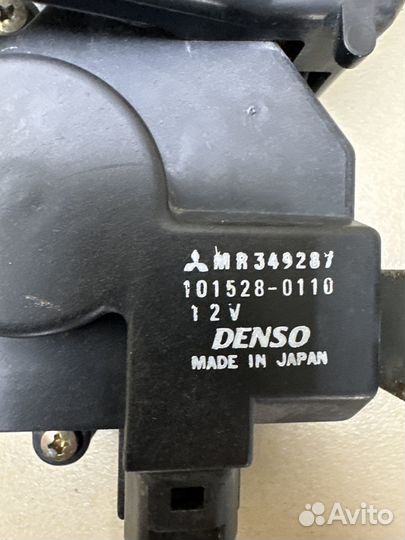 MR349287
101528-0110
12V
DENSO
MADE IN JAPAN
Avito